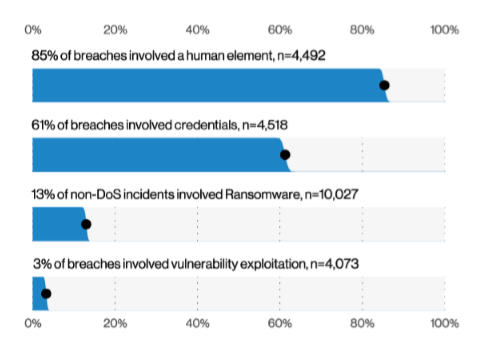 0% 20% 40% 60% 80% 100%
85% of breaches involved a human element, n=4,492
61% of breaches involved credentials, n=4,518
13% of non-DoS incidents involved Ransomware, n=10,027
3% of breaches involved vulnerability exploitation, n=4,073
0% 20% 40% 60% 80% 100%